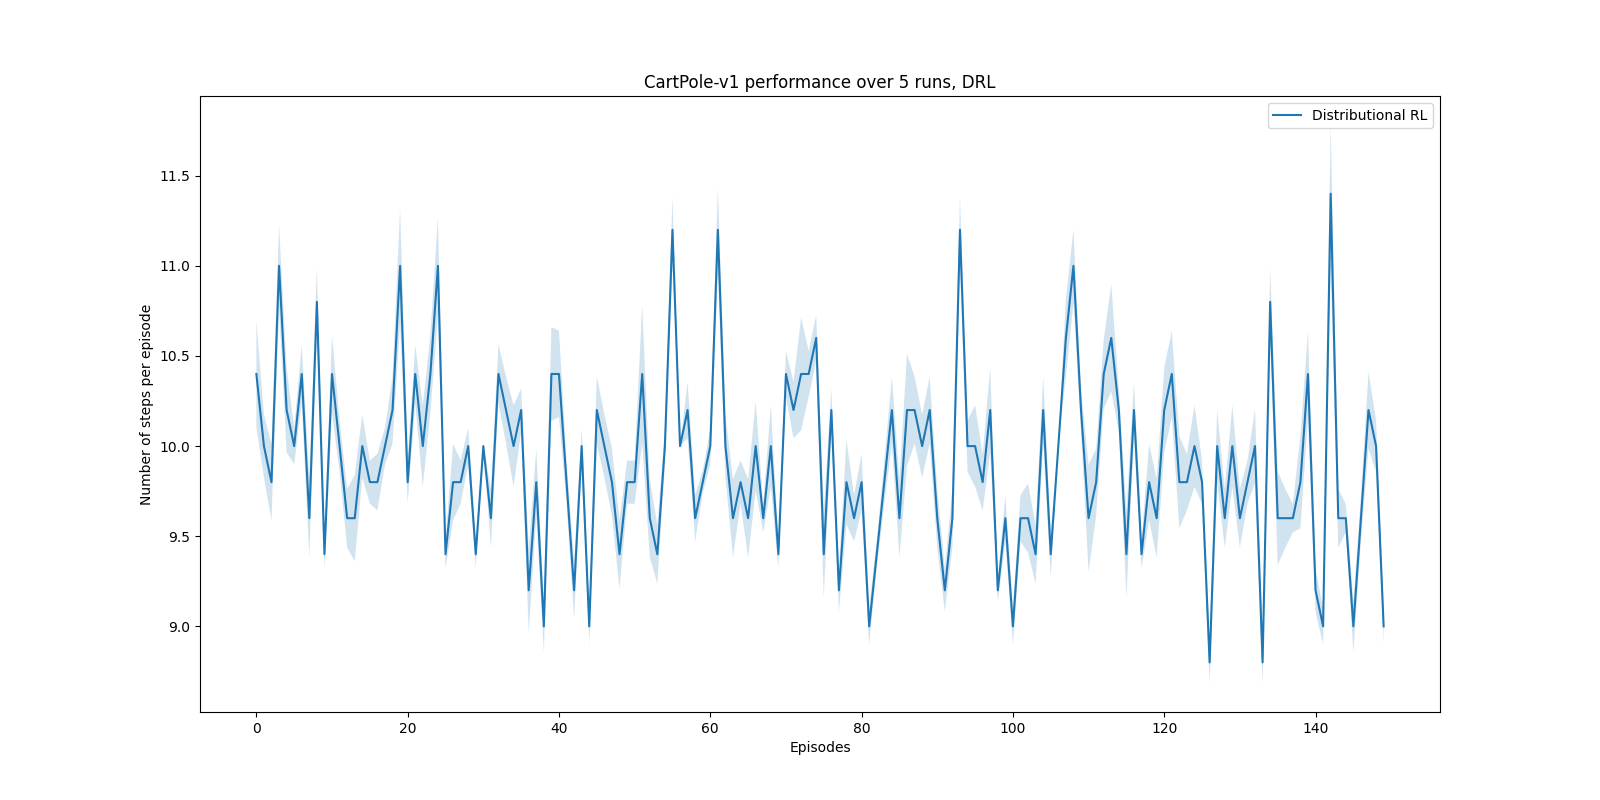 CartPole-v1 performance over 5 runs, DRL
Distributional RL
Number of steps per episode
11.5
11.0
10.5
10.0
9.5
9.0
0 20 40 60 80 100 120 140
Episodes